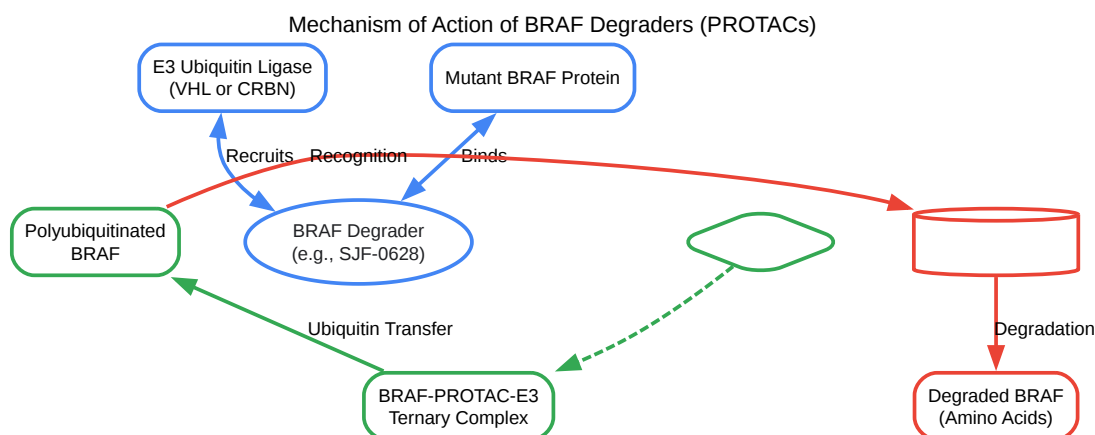 Mechanism of Action of BRAF Degraders (PROTACs)
E3 Ubiquitin Ligase
(VHL or CRBN)
Mutant BRAF Protein
Recruits
Recognition
Binds
Polyubiquitinated
BRAF
BRAF Degrader
(e.g., SJF-0628)
Ubiquitin Transfer
Degradation
BRAF-PROTAC-E3
Ternary Complex
Degraded BRAF
(Amino Acids)